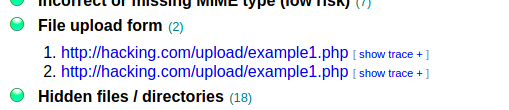 Incorrect or missing MIME type (low risk) (7)
File upload form (2)
1. http://hacking.com/upload/example1.php [ show trace + ]
2. http://hacking.com/upload/example1.php [ show trace + ]
Hidden files / directories (18)